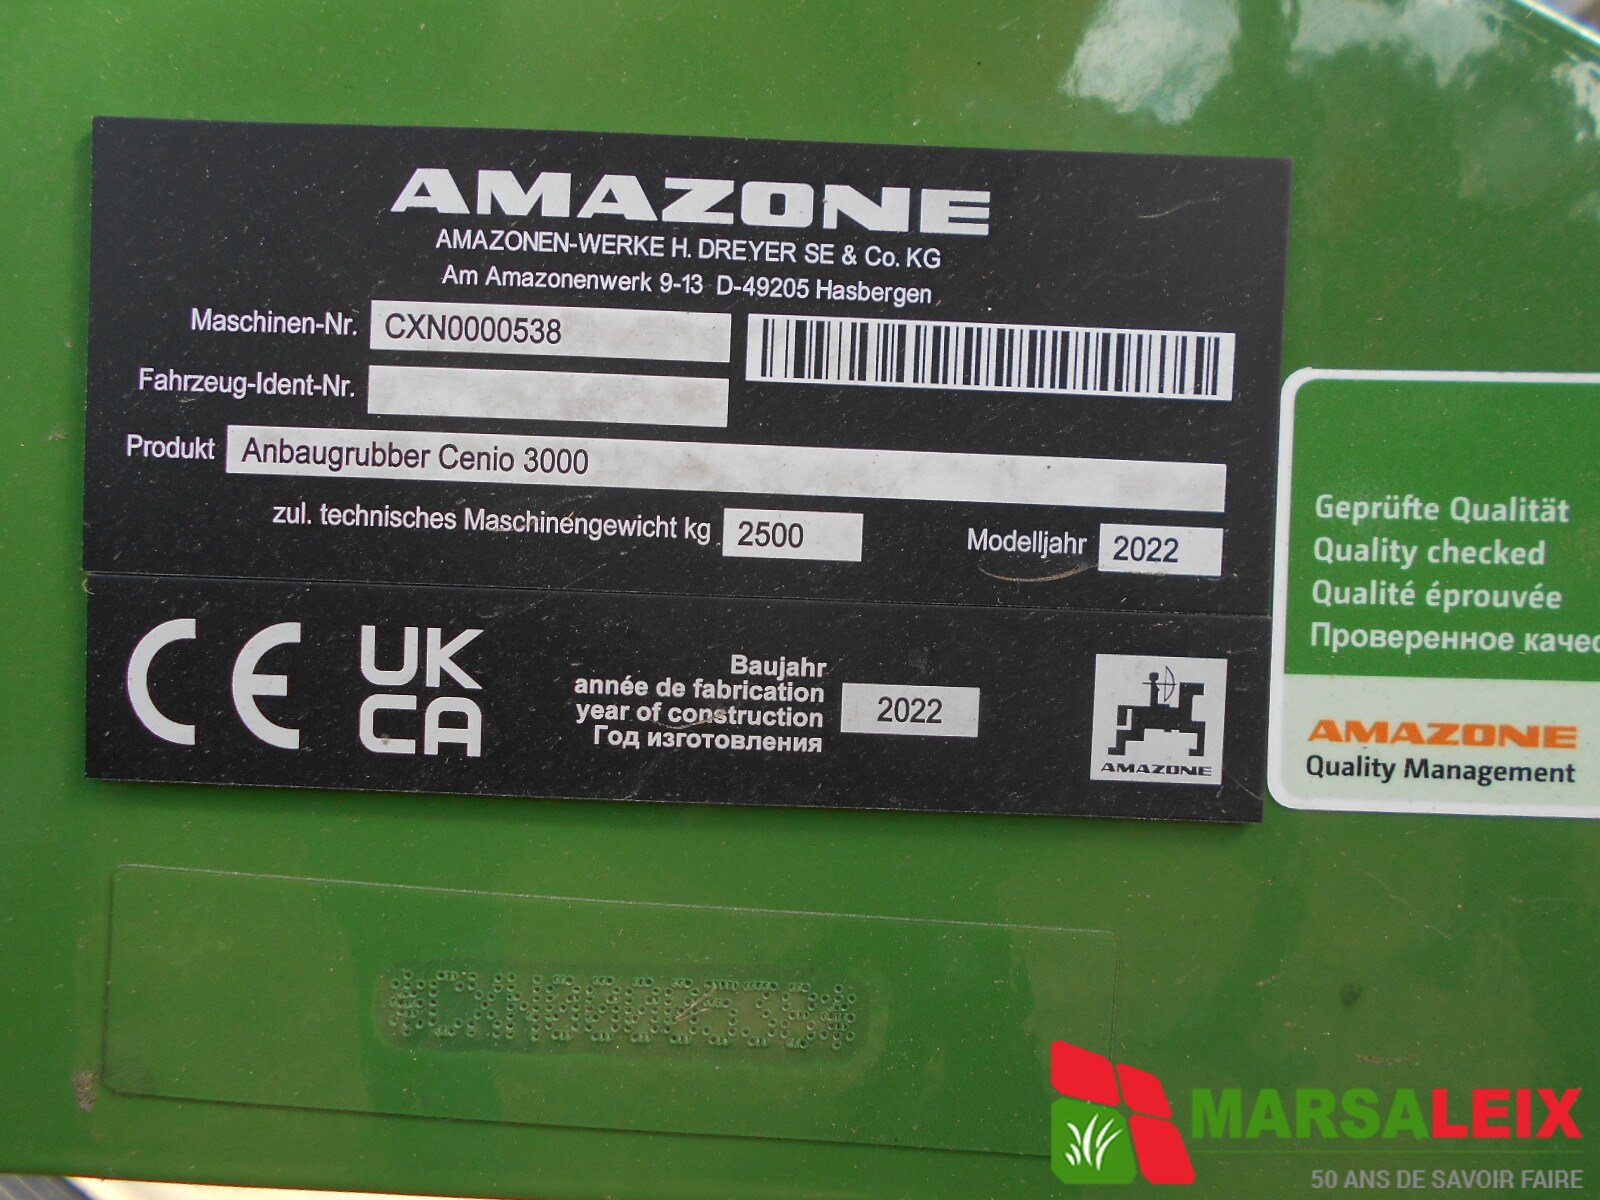 AMAZONE
AMAZONEN-WERKE H. DREYER SE & Co. KG
Am Amazonenwerk 9-13 D-49205 Hasbergen
Maschinen-Nr. CXN0000538
Fahrzeug-Ident-Nr.
Produkt Anbaugrubber Cenio 3000
zul. technisches Maschinengewicht kg 2500 Modelljahr 2022
CE
UK
CA
Baujahr
année de fabrication
year of construction
Год изготовления
2022
AMAZONE
Geprüfte Qualität
Quality checked
Qualité éprouvée
Проверенное
AMAZONE
Quality Management
*CXN0000538*
MARSALEIX
50 ANS DE SAVOIR FAIRE